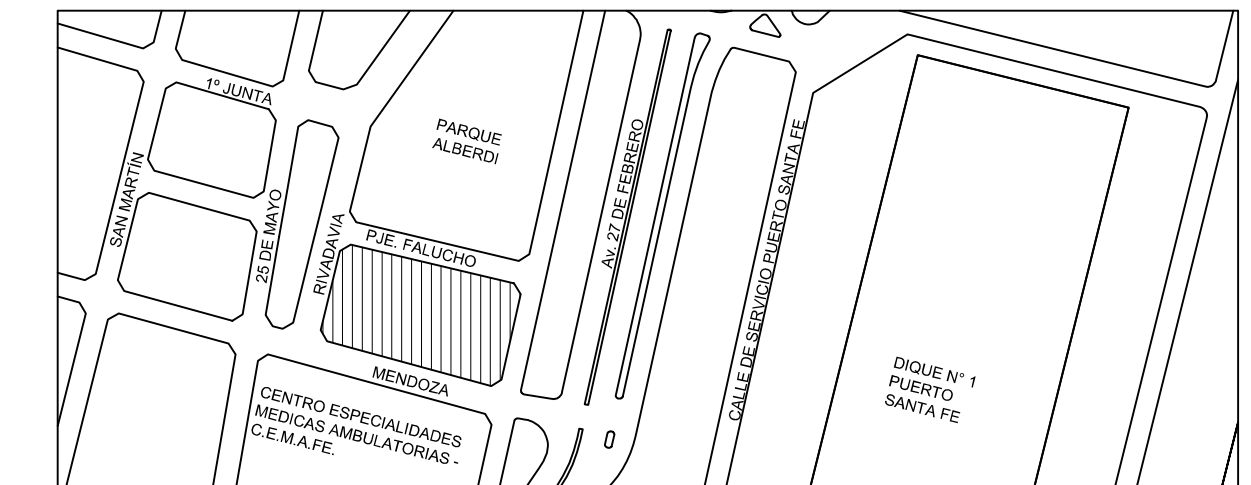 1º JUNTA
PARQUE
ALBERDI
SAN MARTÍN
25 DE MAYO
RIVADAVIA
PJE. FALUCHO
Av. 27 DE FEBRERO
CALLE DE SERVICIO PUERTO SANTA FE
MENDOZA
DIQUE N° 1
PUERTO
SANTA FE
CENTRO ESPECIALIDADES
MEDICAS AMBULATORIAS -
C.E.M.A.FE.